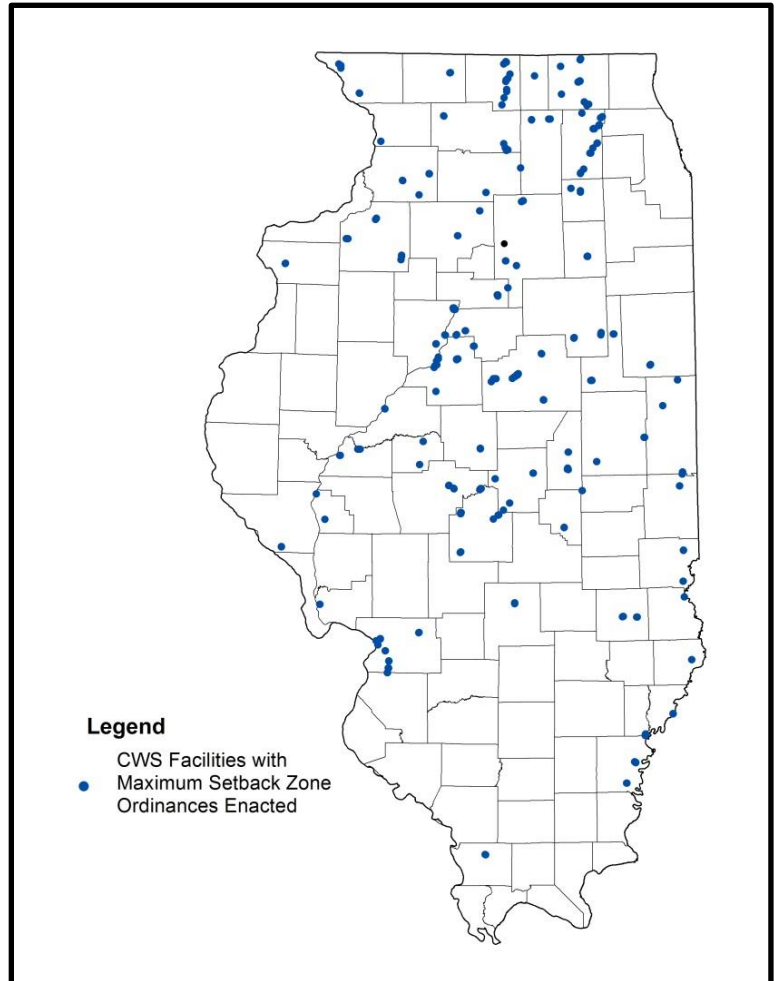 Legend
CWS Facilities with
Maximum Setback Zone
Ordinances Enacted